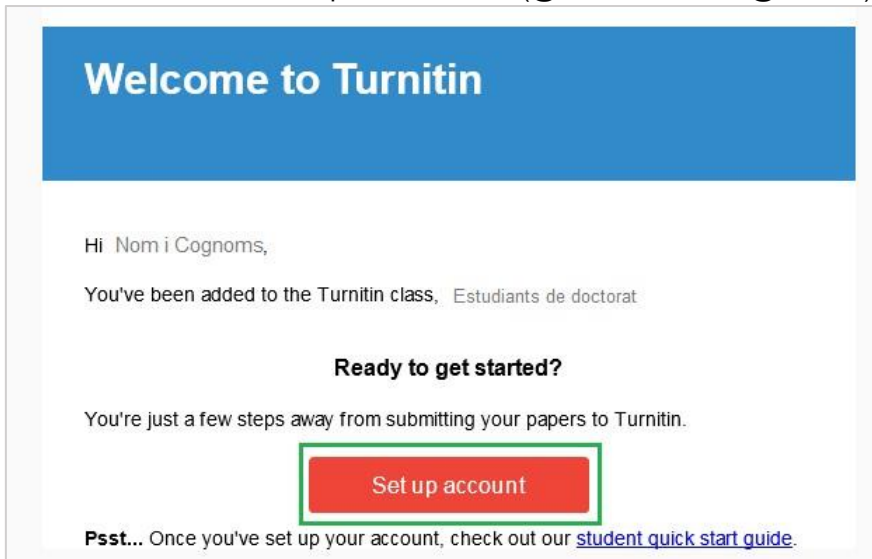 Welcome to Turnitin
Hi Nom i Cognoms,
You've been added to the Turnitin class, Estudiants de doctorat
Ready to get started?
You're just a few steps away from submitting your papers to Turnitin.
Set up account
Psst... Once you've set up your account, check out our student quick start guide.